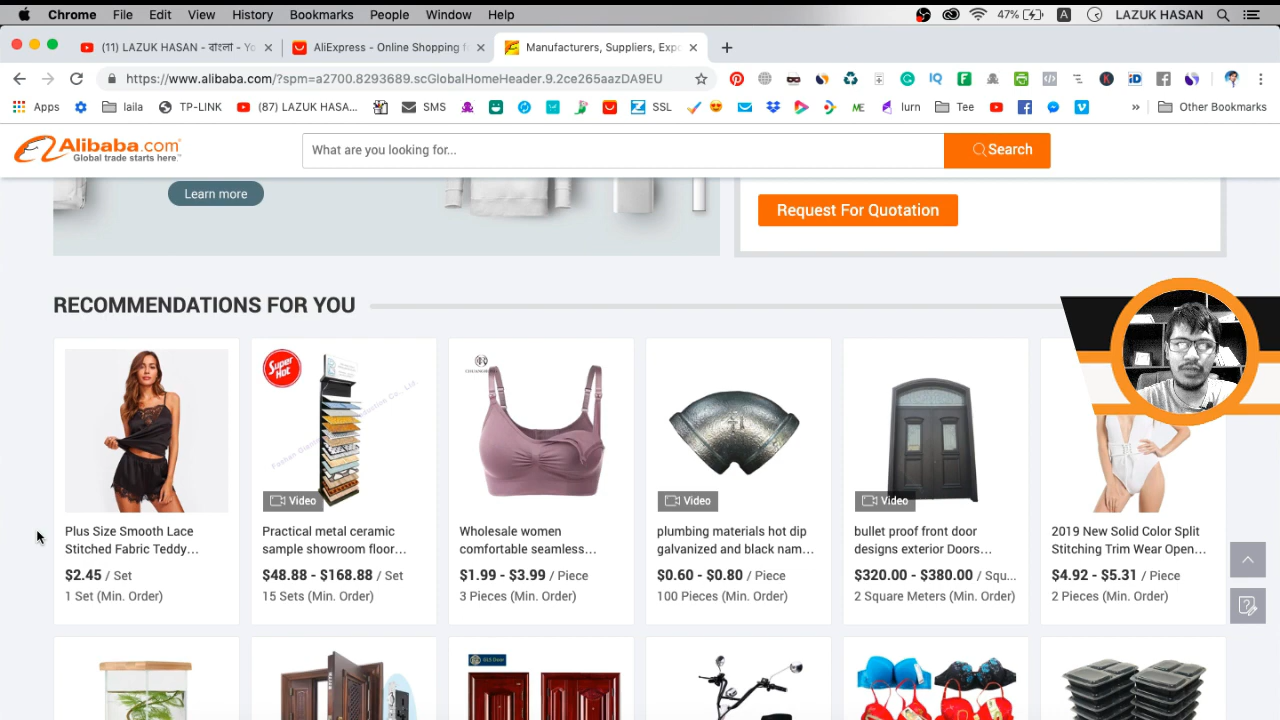 Chrome File Edit View History Bookmarks People Window Help 47% A LAZUK HASAN
(11) LAZUK HASAN - বাংলা - Yo
AliExpress - Online Shopping f
Manufacturers, Suppliers, Expo
https://www.alibaba.com/?spm=a2700.8293689.scGlobalHomeHeader.9.2ce265aazDA9EU
Apps laila TP-LINK (87) LAZUK HASA... SMS SSL ME lurn Tee » Other Bookmarks
Alibaba.com
Global trade starts here.™
What are you looking for...
Search
Learn more
Request For Quotation
RECOMMENDATIONS FOR YOU
Super Hot
Video
Video
Video
Plus Size Smooth Lace
Stitched Fabric Teddy...
$2.45 / Set
1 Set (Min. Order)
Practical metal ceramic
sample showroom floor...
$48.88 - $168.88 / Set
15 Sets (Min. Order)
Wholesale women
comfortable seamless...
$1.99 - $3.99 / Piece
3 Pieces (Min. Order)
plumbing materials hot dip
galvanized and black nam...
$0.60 - $0.80 / Piece
100 Pieces (Min. Order)
bullet proof front door
designs exterior Doors...
$320.00 - $380.00 / Squ...
2 Square Meters (Min. Order)
2019 New Solid Color Split
Stitching Trim Wear Open...
$4.92 - $5.31 / Piece
2 Pieces (Min. Order)